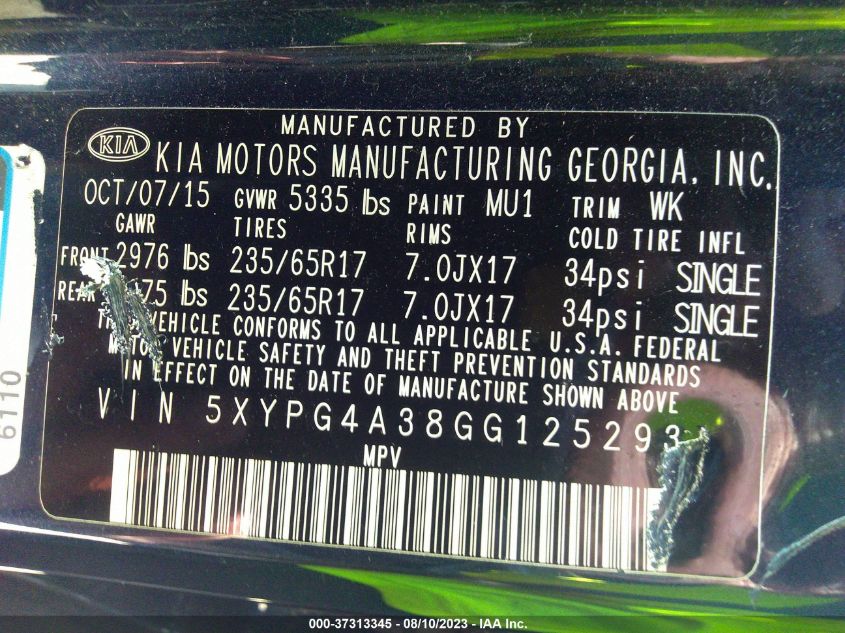 MANUFACTURED BY
KIA KIA MOTORS MANUFACTURING GEORGIA, INC.
OCT/07/15 GVWR 5335 lbs PAINT MU1 TRIM WK
GAWR TIRES RIMS COLD TIRE INFL
FRONT 2976 lbs 235/65R17 7.0JX17 34psi SINGLE
REAR lbs 235/65R17 7.0JX17 34psi SINGLE
VEHICLE CONFORMS TO ALL APPLICABLE U.S.A. FEDERAL
MOTOR VEHICLE SAFETY AND THEFT PREVENTION STANDARDS
IN EFFECT ON THE DATE OF MANUFACTURE SHOWN ABOVE
VIN 5XYPG4A38GG125293
MPV
6110
000-37313345 - 08/10/2023 - IAA Inc.